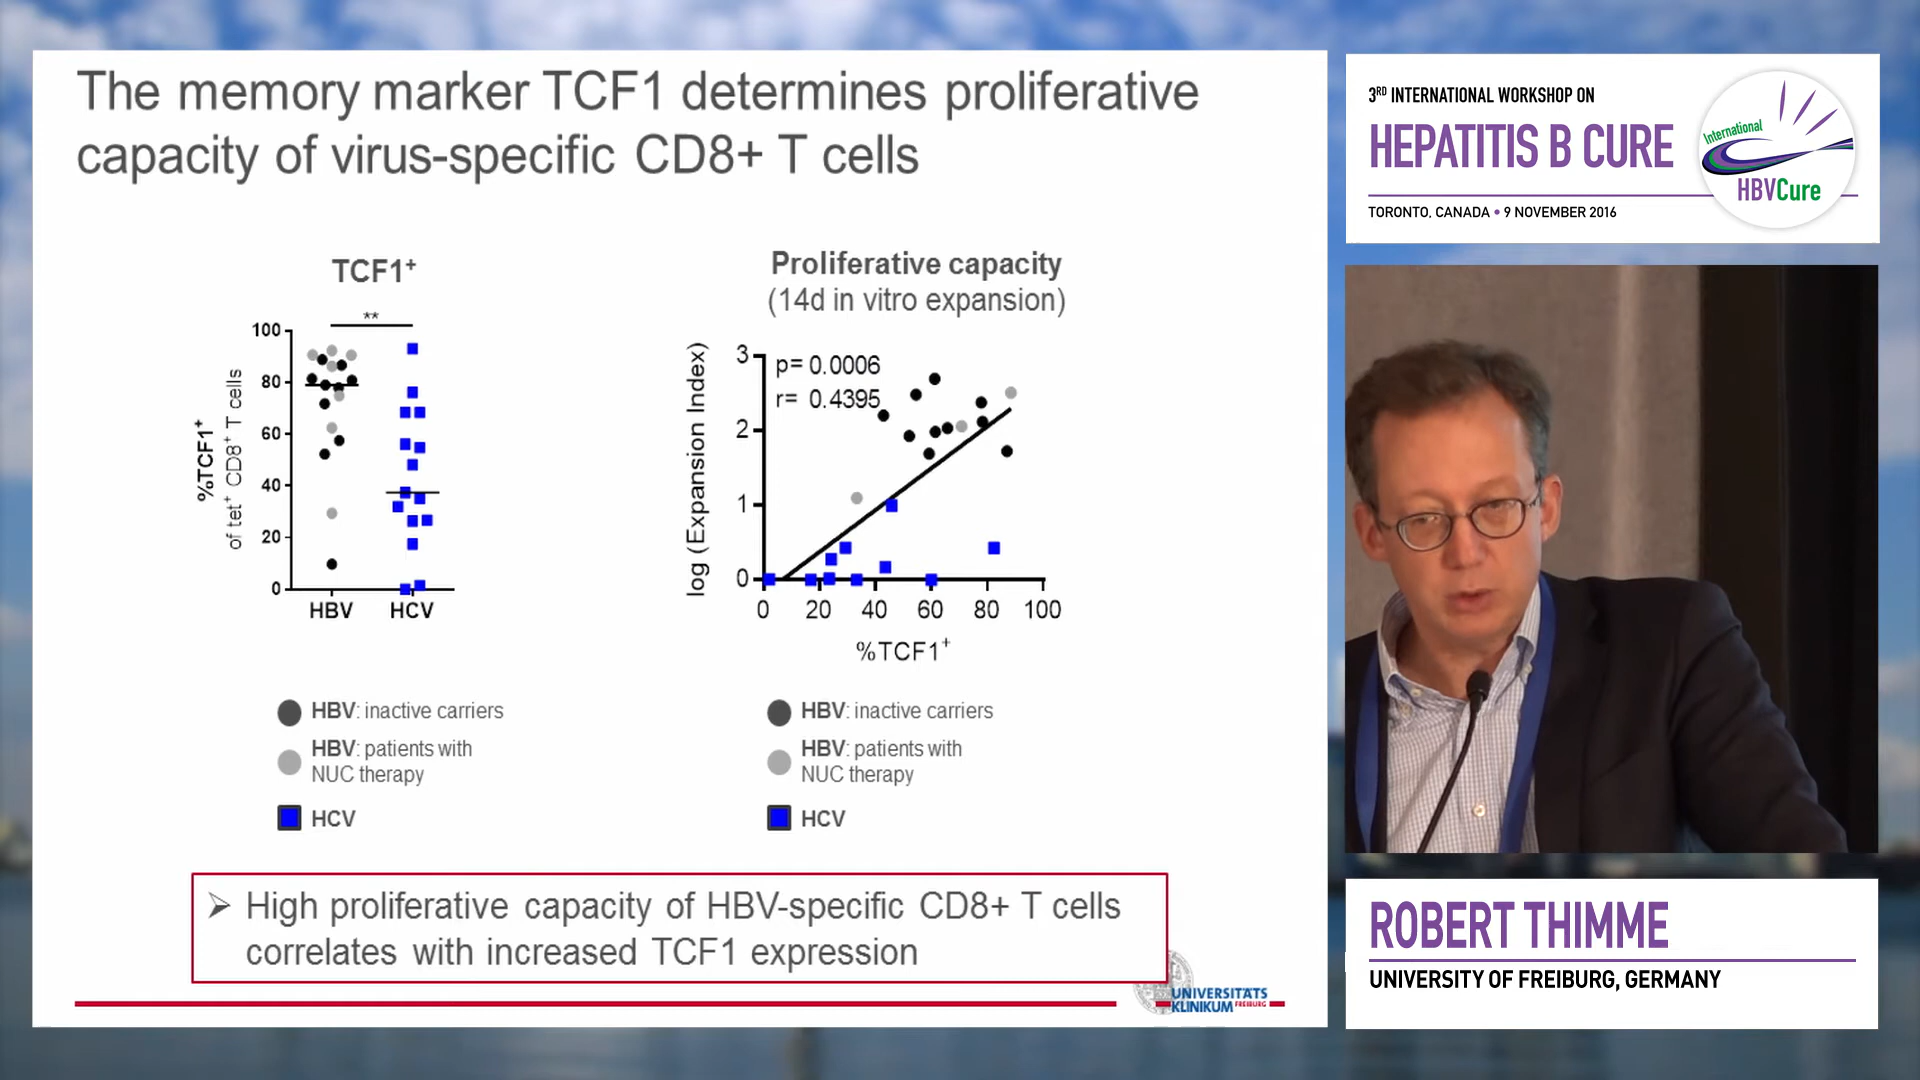 The memory marker TCF1 determines proliferative
capacity of virus-specific CD8+ T cells
TCF1+
**
100
80
60
40
20
0
%TCF1+
of tet+ CD8+ T cells
HBV HCV
HBV: inactive carriers
HBV: patients with
NUC therapy
HCV
Proliferative capacity
(14d in vitro expansion)
p= 0.0006
r= 0.4395
3
2
1
0
log (Expansion Index)
0 20 40 60 80 100
%TCF1+
HBV: inactive carriers
HBV: patients with
NUC therapy
HCV
➢ High proliferative capacity of HBV-specific CD8+ T cells
correlates with increased TCF1 expression
UNIVERSITÄTS
KLINIKUM FREIBURG
3RD INTERNATIONAL WORKSHOP ON
HEPATITIS B CURE
TORONTO, CANADA • 9 NOVEMBER 2016
International
HBVCure
ROBERT THIMME
UNIVERSITY OF FREIBURG, GERMANY